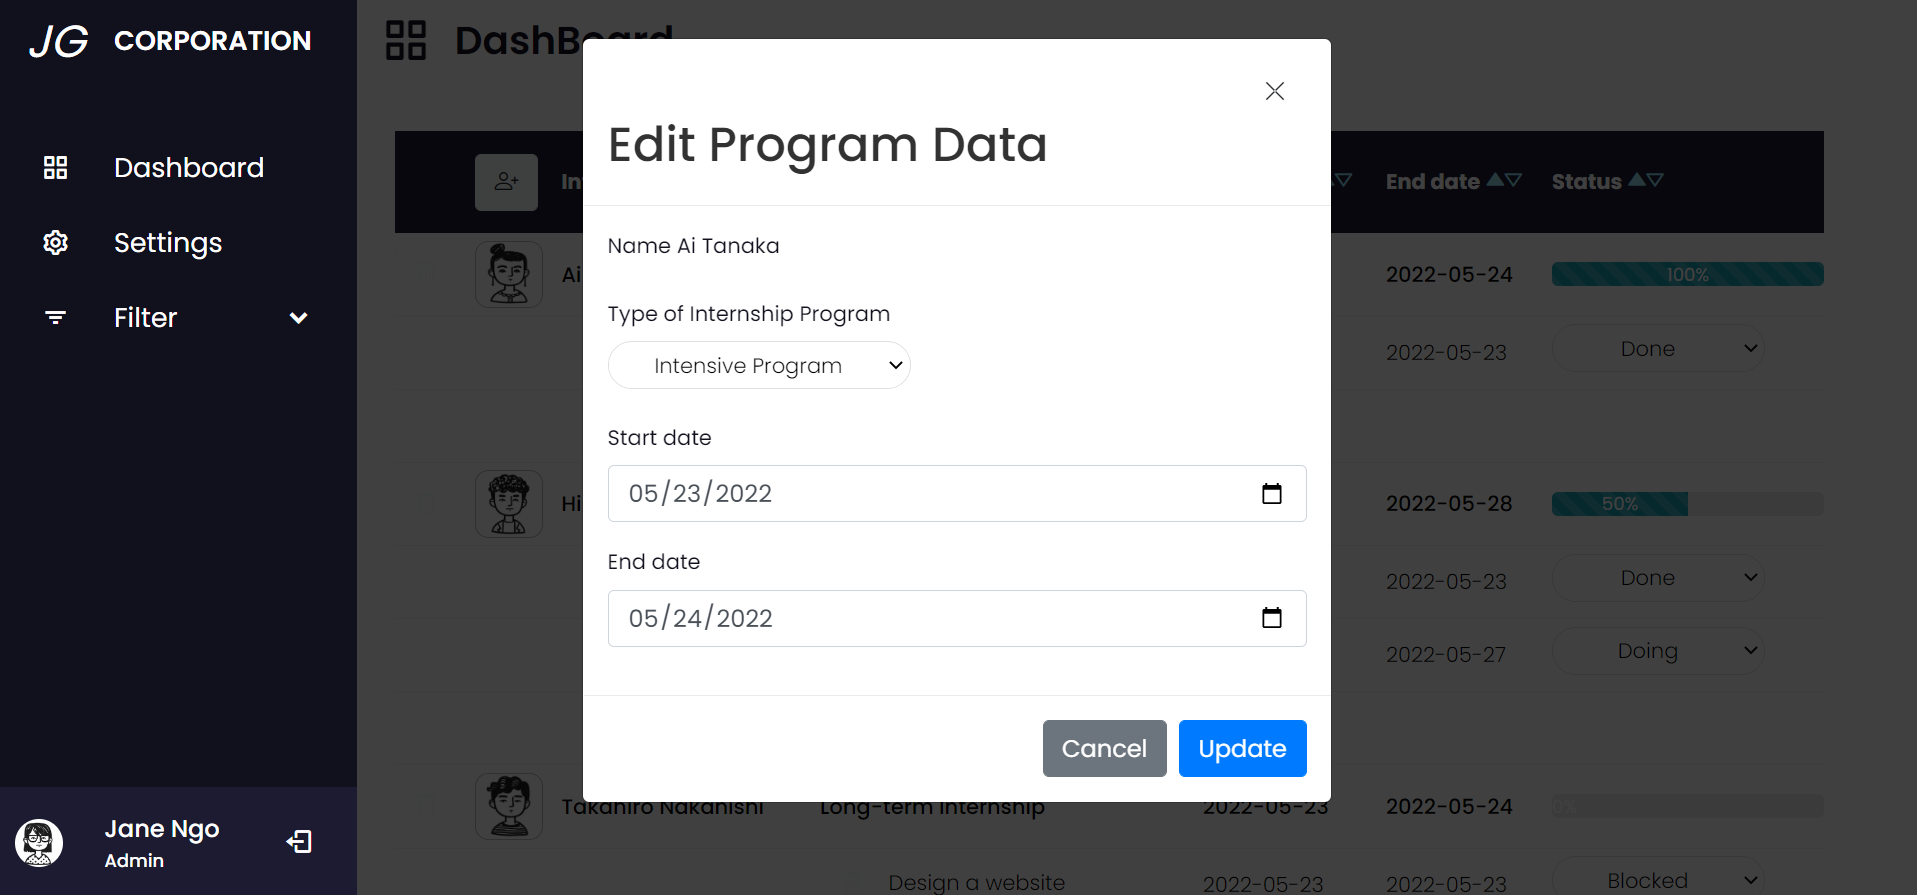 JG CORPORATION
DashBoard
Dashboard
Settings
Filter
Edit Program Data
Name Ai Tanaka
Type of Internship Program
Intensive Program
Start date
05/23/2022
End date
05/24/2022
Cancel
Update
End date
Status
Ai
2022-05-24
100%
2022-05-23
Done
Hi
2022-05-28
50%
2022-05-23
Done
2022-05-27
Doing
Takahiro Nakanishi
Long-term Internship
2022-05-23
2022-05-24
0%
Design a website
2022-05-23
2022-05-23
Blocked
Jane Ngo
Admin